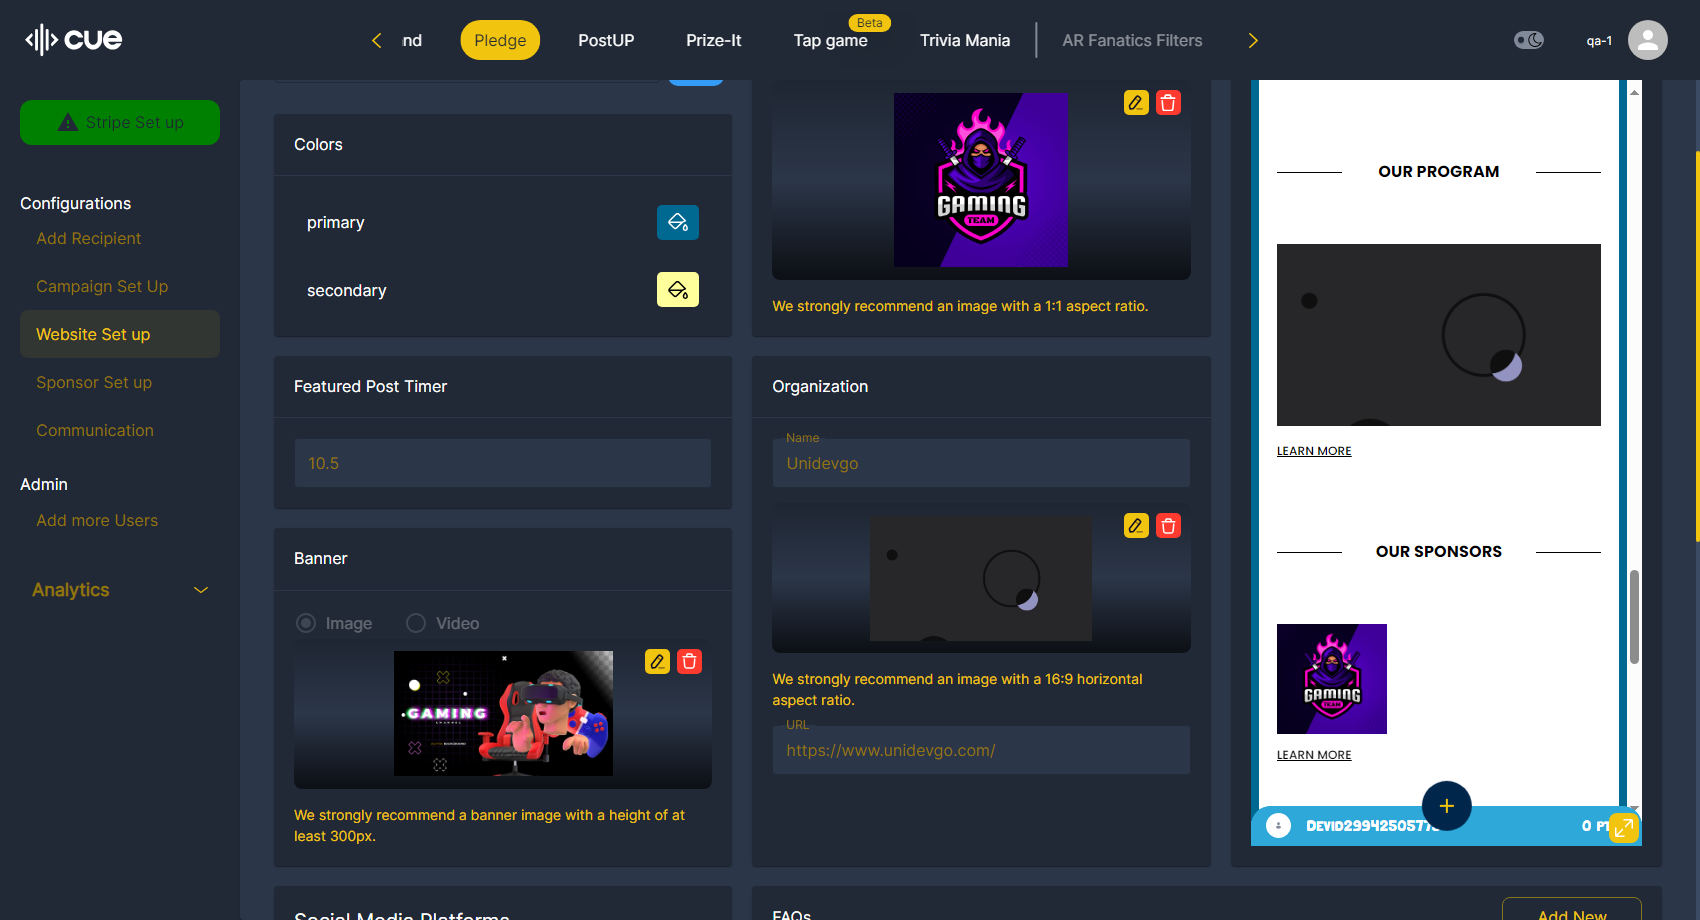 cue
nd
Pledge
PostUP
Prize-It
Tap game
Beta
Trivia Mania
AR Fanatics Filters
qa-1
Stripe Set up
Configurations
Add Recipient
Campaign Set Up
Website Set up
Sponsor Set up
Communication
Admin
Add more Users
Analytics
Colors
primary
secondary
Featured Post Timer
10.5
Banner
Image
Video
GAMING
We strongly recommend a banner image with a height of at
least 300px.
Social Media Platforms
GAMING
TEAM
We strongly recommend an image with a 1:1 aspect ratio.
Organization
Name
Unidevgo
We strongly recommend an image with a 16:9 horizontal
aspect ratio.
URL
https://www.unidevgo.com/
FAQs
Add New
OUR PROGRAM
LEARN MORE
OUR SPONSORS
GAMING
TEAM
LEARN MORE
0 PT